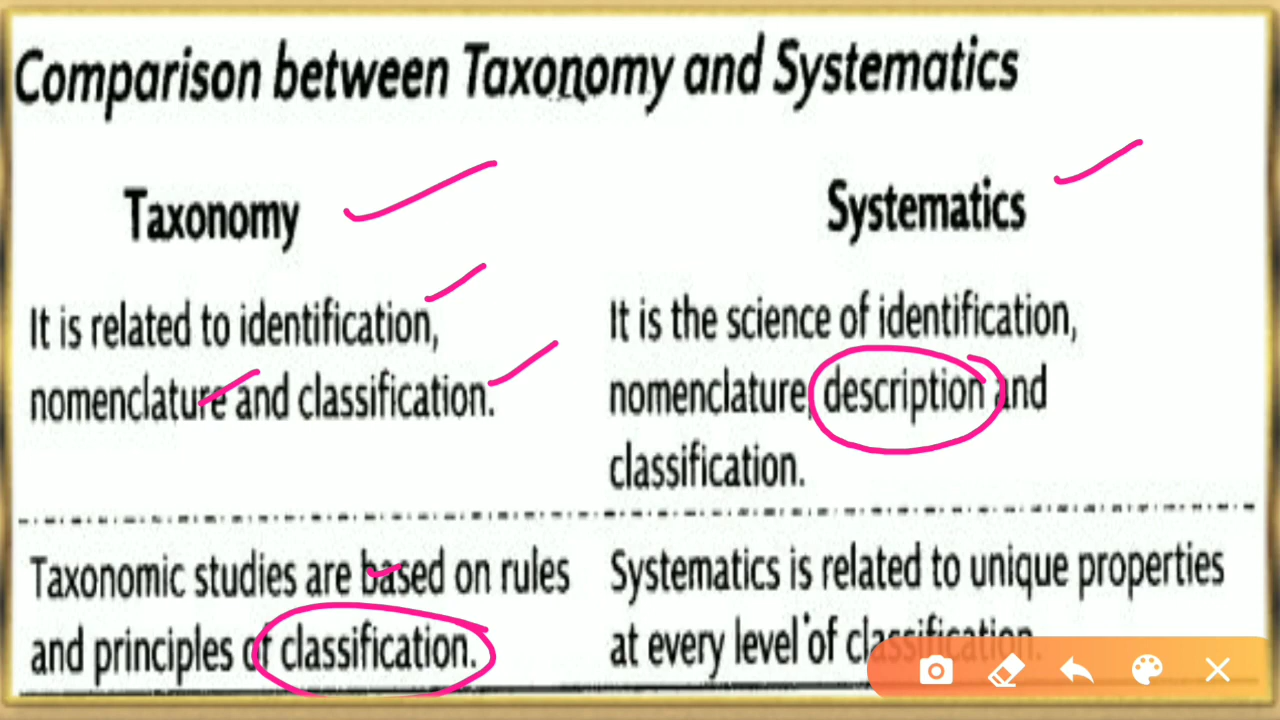 Comparison between Taxonomy and Systematics
Taxonomy
Systematics
It is related to identification,
nomenclature and classification.
It is the science of identification,
nomenclature, description and
classification.
Taxonomic studies are based on rules
and principles of classification.
Systematics is related to unique properties
at every level of classification.